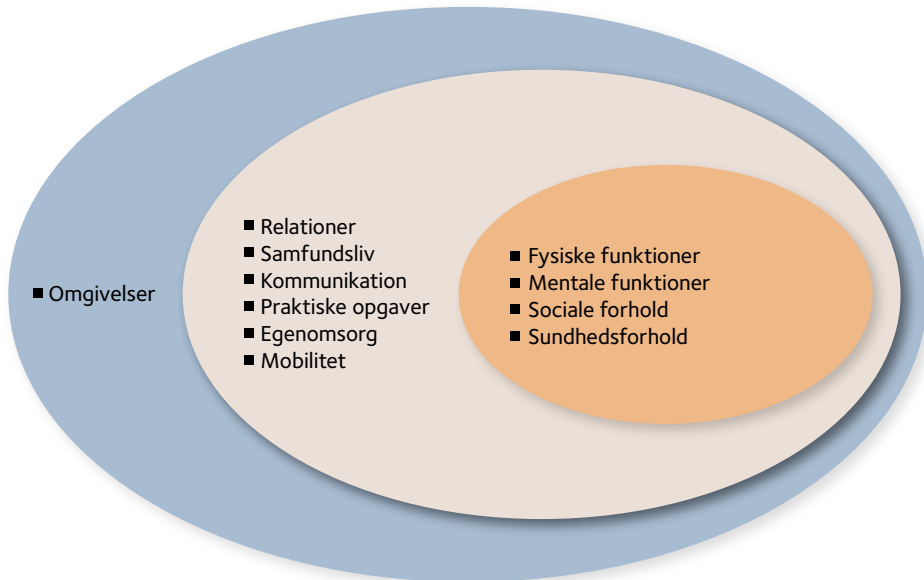 ■ Omgivelser
■ Relationer
■ Samfundsliv
■ Kommunikation
■ Praktiske opgaver
■ Egenomsorg
■ Mobilitet
■ Fysiske funktioner
■ Mentale funktioner
■ Sociale forhold
■ Sundhedsforhold